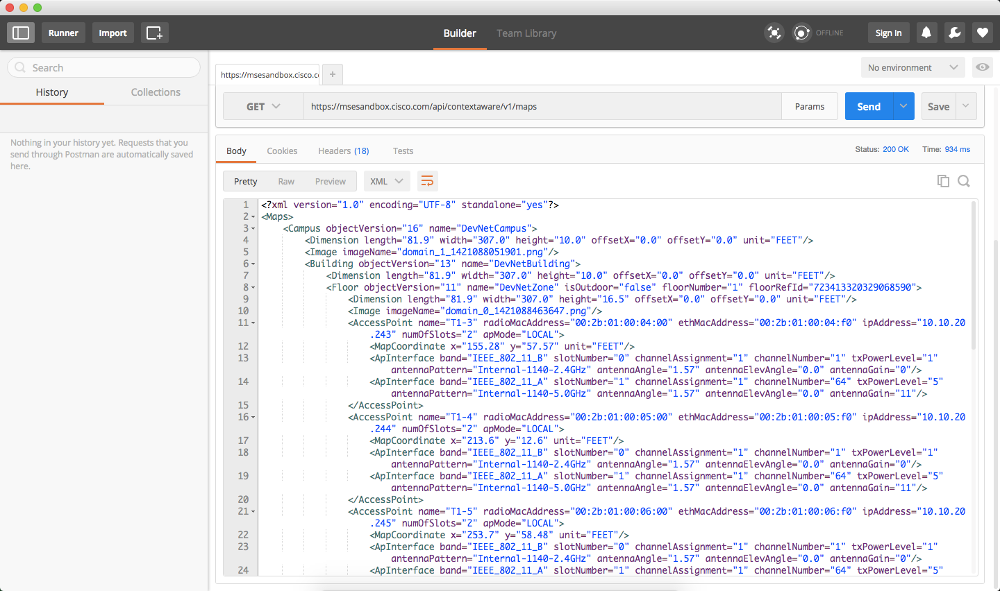 Runner
Import
Builder
Team Library
OFFLINE
Sign In
Search
History
Collections
Nothing in your history yet. Requests that you
send through Postman are automatically saved
here.
https://msesandbox.cisco.c
+
No environment
GET
https://msesandbox.cisco.com/api/contextaware/v1/maps
Params
Send
Save
Body
Cookies
Headers (18)
Tests
Status: 200 OK
Time: 934 ms
Pretty
Raw
Preview
XML
1 <?xml version="1.0" encoding="UTF-8" standalone="yes"?>
2 <Maps>
3 <Campus objectVersion="16" name="DevNetCampus">
4 <Dimension length="81.9" width="307.0" height="10.0" offsetX="0.0" offsetY="0.0" unit="FEET"/>
5 <Image imageName="domain_1_1421088051901.png"/>
6 <Building objectVersion="13" name="DevNetBuilding">
7 <Dimension length="81.9" width="307.0" height="10.0" offsetX="0.0" offsetY="0.0" unit="FEET"/>
8 <Floor objectVersion="11" name="DevNetZone" isOutdoor="false" floorNumber="1" floorRefId="723413320329068590">
9 <Dimension length="81.9" width="307.0" height="16.5" offsetX="0.0" offsetY="0.0" unit="FEET"/>
10 <Image imageName="domain_0_1421088463647.png"/>
11 <AccessPoint name="T1-3" radioMacAddress="00:2b:01:00:04:00" ethMacAddress="00:2b:01:00:04:f0" ipAddress="10.10.20
.243" numOfSlots="2" apMode="LOCAL">
12 <MapCoordinate x="155.28" y="57.57" unit="FEET"/>
13 <ApInterface band="IEEE_802_11_B" slotNumber="0" channelAssignment="1" channelNumber="1" txPowerLevel="1"
antennaPattern="Internal-1140-2.4GHz" antennaAngle="1.57" antennaElevAngle="0.0" antennaGain="0"/>
14 <ApInterface band="IEEE_802_11_A" slotNumber="1" channelAssignment="1" channelNumber="64" txPowerLevel="5"
antennaPattern="Internal-1140-5.0GHz" antennaAngle="1.57" antennaElevAngle="0.0" antennaGain="11"/>
15 </AccessPoint>
16 <AccessPoint name="T1-4" radioMacAddress="00:2b:01:00:05:00" ethMacAddress="00:2b:01:00:05:f0" ipAddress="10.10.20
.244" numOfSlots="2" apMode="LOCAL">
17 <MapCoordinate x="213.6" y="12.6" unit="FEET"/>
18 <ApInterface band="IEEE_802_11_B" slotNumber="0" channelAssignment="1" channelNumber="1" txPowerLevel="1"
antennaPattern="Internal-1140-2.4GHz" antennaAngle="1.57" antennaElevAngle="0.0" antennaGain="0"/>
19 <ApInterface band="IEEE_802_11_A" slotNumber="1" channelAssignment="1" channelNumber="64" txPowerLevel="5"
antennaPattern="Internal-1140-5.0GHz" antennaAngle="1.57" antennaElevAngle="0.0" antennaGain="11"/>
20 </AccessPoint>
21 <AccessPoint name="T1-5" radioMacAddress="00:2b:01:00:06:00" ethMacAddress="00:2b:01:00:06:f0" ipAddress="10.10.20
.245" numOfSlots="2" apMode="LOCAL">
22 <MapCoordinate x="253.7" y="58.48" unit="FEET"/>
23 <ApInterface band="IEEE_802_11_B" slotNumber="0" channelAssignment="1" channelNumber="1" txPowerLevel="1"
antennaPattern="Internal-1140-2.4GHz" antennaAngle="1.57" antennaElevAngle="0.0" antennaGain="0"/>
24 <ApInterface band="IEEE_802_11_A" slotNumber="1" channelAssignment="1" channelNumber="64" txPowerLevel="5"